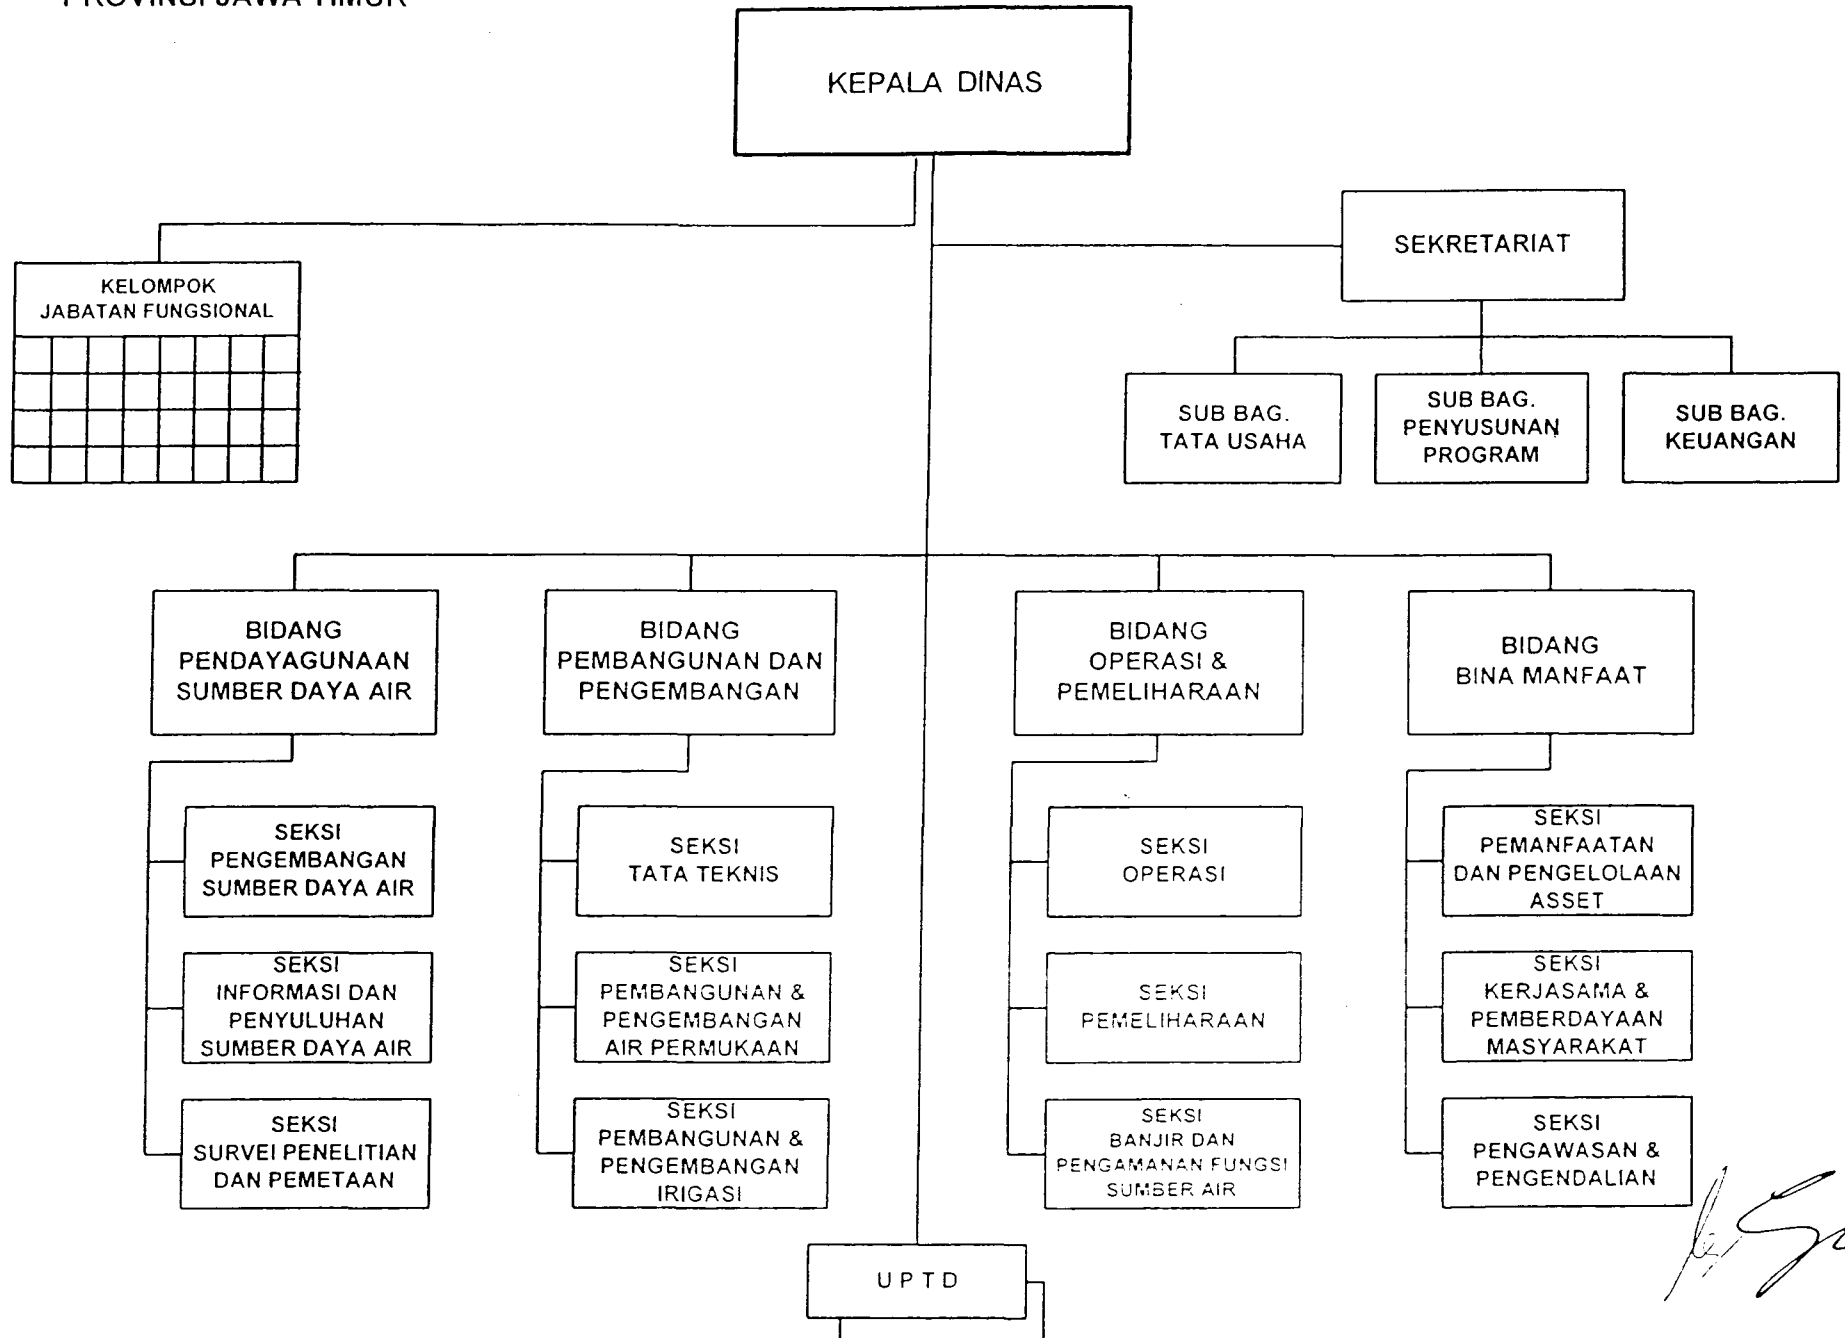 PROVINSI JAWA TIMUR
KEPALA DINAS
SEKRETARIAT
KELOMPOK
JABATAN FUNGSIONAL
SUB BAG.
TATA USAHA
SUB BAG.
PENYUSUNAN
PROGRAM
SUB BAG.
KEUANGAN
BIDANG
PENDAYAGUNAAN
SUMBER DAYA AIR
BIDANG
PEMBANGUNAN DAN
PENGEMBANGAN
BIDANG
OPERASI &
PEMELIHARAAN
BIDANG
BINA MANFAAT
SEKSI
PENGEMBANGAN
SUMBER DAYA AIR
SEKSI
TATA TEKNIS
SEKSI
OPERASI
SEKSI
PEMANFAATAN
DAN PENGELOLAAN
ASSET
SEKSI
INFORMASI DAN
PENYULUHAN
SUMBER DAYA AIR
SEKSI
PEMBANGUNAN &
PENGEMBANGAN
AIR PERMUKAAN
SEKSI
PEMELIHARAAN
SEKSI
KERJASAMA &
PEMBERDAYAAN
MASYARAKAT
SEKSI
SURVEI PENELITIAN
DAN PEMETAAN
SEKSI
PEMBANGUNAN &
PENGEMBANGAN
IRIGASI
SEKSI
BANJIR DAN
PENGAMANAN FUNGSI
SUMBER AIR
SEKSI
PENGAWASAN &
PENGENDALIAN
U P T D